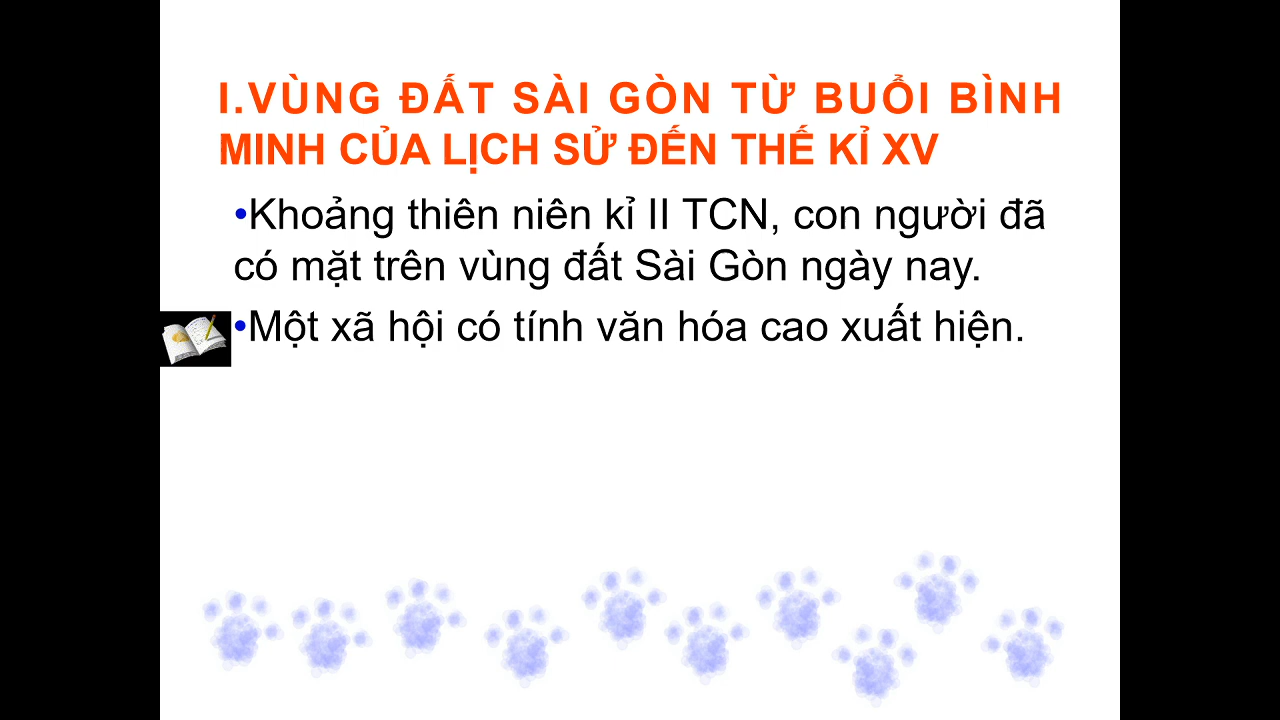 I.VÙNG ĐẤT SÀI GÒN TỪ BUỔI BÌNH
MINH CỦA LỊCH SỬ ĐẾN THẾ KỈ XV
•Khoảng thiên niên kỉ II TCN, con người đã
có mặt trên vùng đất Sài Gòn ngày nay.
•Một xã hội có tính văn hóa cao xuất hiện.